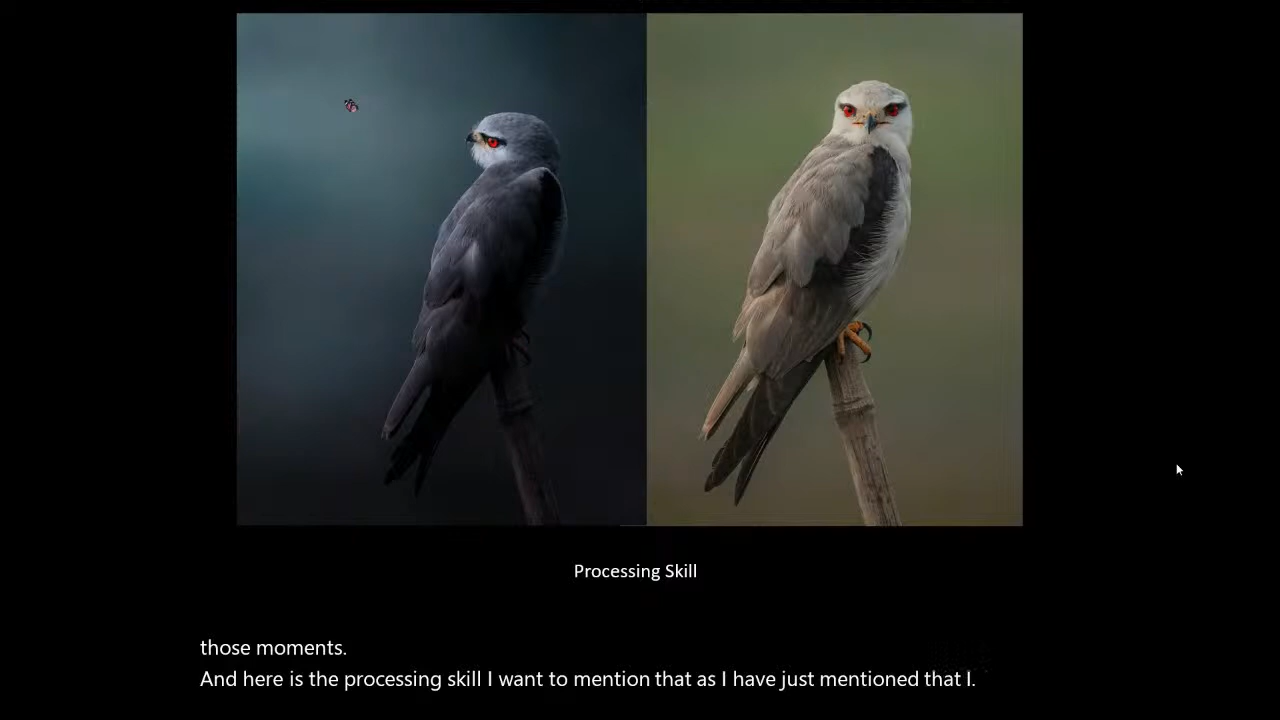 Processing Skill
those moments.
And here is the processing skill I want to mention that as I have just mentioned that I.